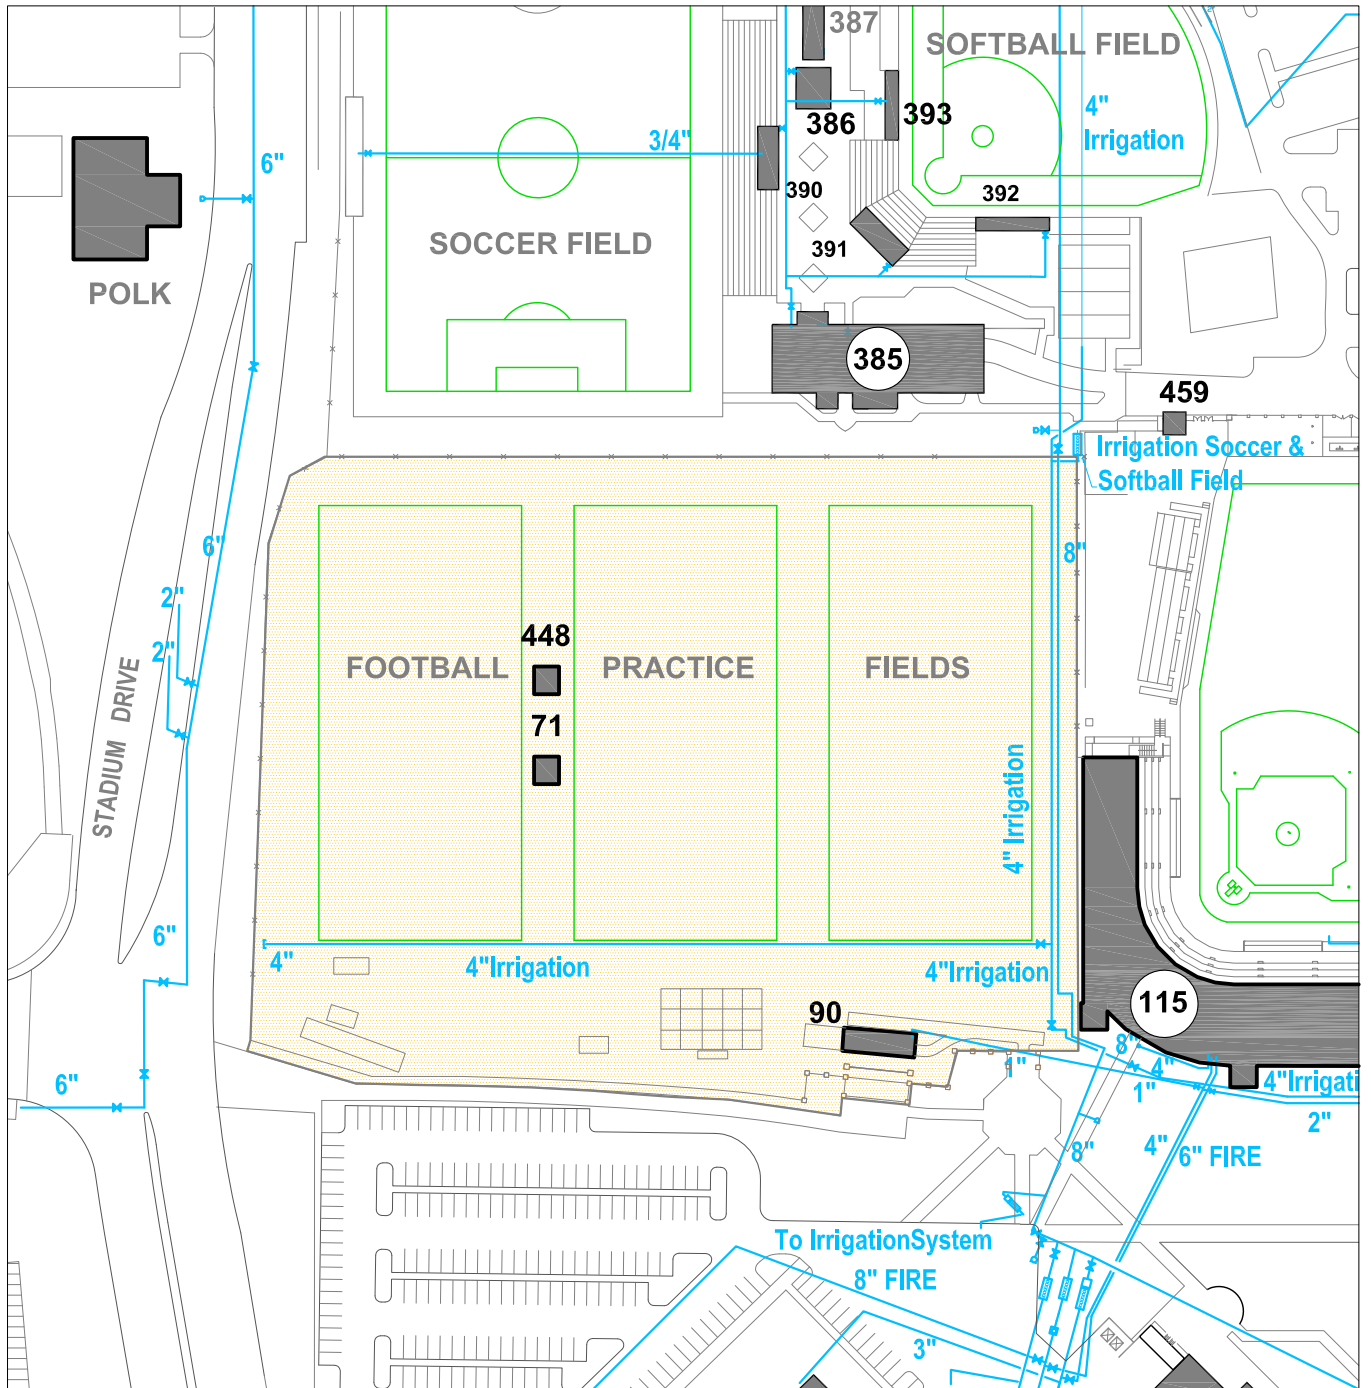 387
SOFTBALL FIELD
386
393
4"
Irrigation
3/4"
6"
390
392
SOCCER FIELD
391
POLK
385
459
Irrigation Soccer &
Softball Field
6"
8"
2"
448
2"
FOOTBALL
PRACTICE
FIELDS
STADIUM DRIVE
71
4" Irrigation
6"
4"
4"Irrigation
4"Irrigation
90
115
8"
1"
4"
6"
1"
4"Irrigati
2"
8"
4"
6" FIRE
To IrrigationSystem
8" FIRE
3"